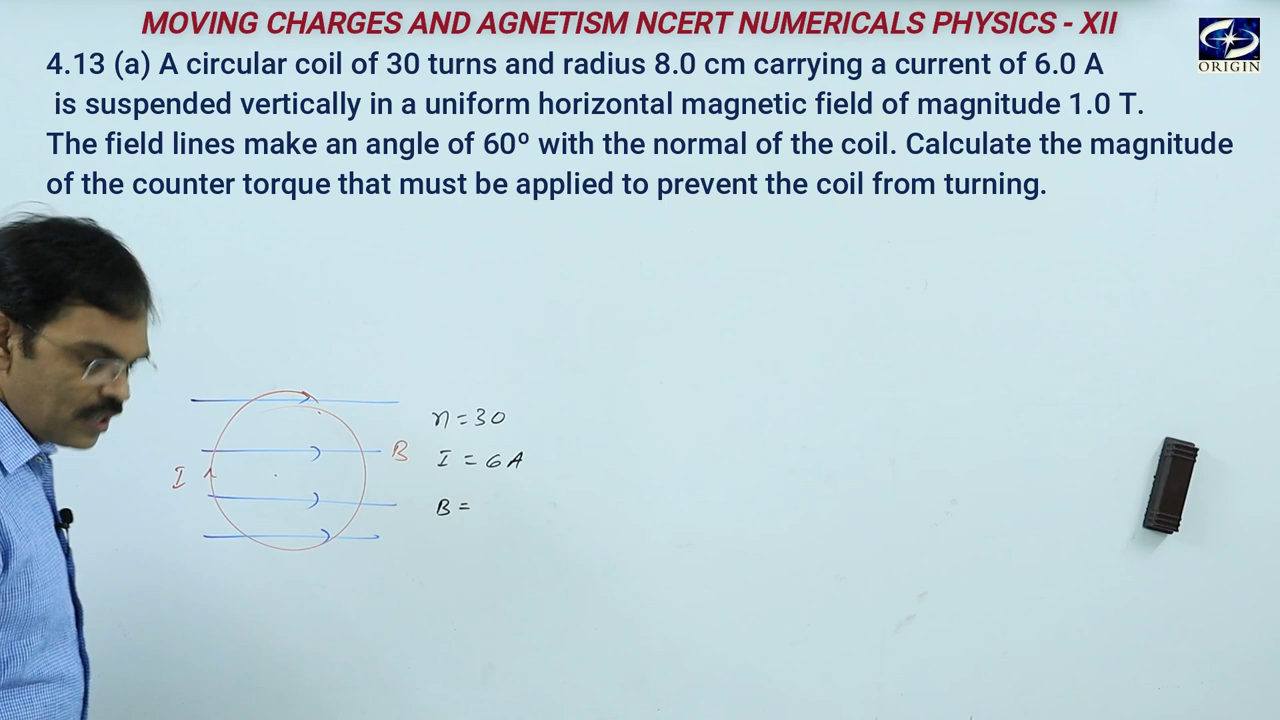 MOVING CHARGES AND AGNETISM NCERT NUMERICALS PHYSICS - XII
ORIGIN
4.13 (a) A circular coil of 30 turns and radius 8.0 cm carrying a current of 6.0 A
is suspended vertically in a uniform horizontal magnetic field of magnitude 1.0 T.
The field lines make an angle of 60º with the normal of the coil. Calculate the magnitude
of the counter torque that must be applied to prevent the coil from turning.
n = 30
B
I = 6 A
I
B =